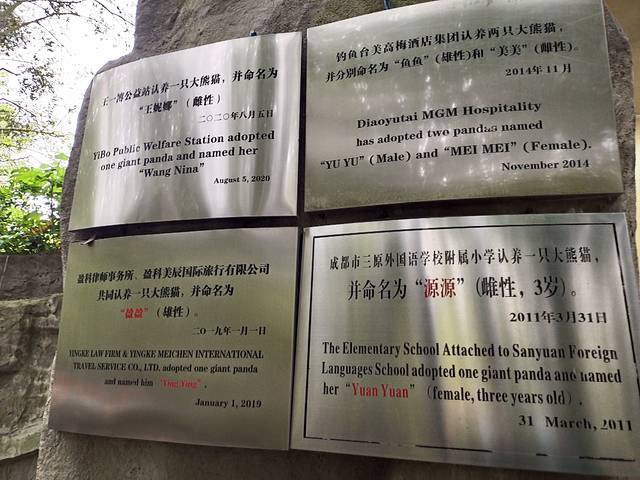 王一博公益站认养一只大熊猫，并命名为
“王妮娜”（雌性）
二〇二〇年八月五日
YiBo Public Welfare Station adopted
one giant panda and named her
“Wang Nina”
August 5, 2020
钓鱼台美高梅酒店集团认养两只大熊猫，
并分别命名为“鱼鱼”（雄性）和“美美”（雌性）。
2014年 11月
Diaoyutai MGM Hospitality
has adopted two pandas named
“YU YU” (Male) and “MEI MEI” (Female).
November 2014
盈科律师事务所、盈科美辰国际旅行有限公司
共同认养一只大熊猫，并命名为
“盈盈”（雄性）。
二〇一九年一月一日
YINGKE LAW FIRM & YINGKE MEICHEN INTERNATIONAL
TRAVEL SERVICE CO., LTD. adopted one giant panda
and named him “Ying Ying” .
January 1, 2019
成都市三原外国语学校附属小学认养一只大熊猫，
并命名为“源源”（雌性，3岁）。
2011年3月31日
The Elementary School Attached to Sanyuan Foreign
Languages School adopted one giant panda and named
her “Yuan Yuan” （female, three years old）.
31 March, 2011